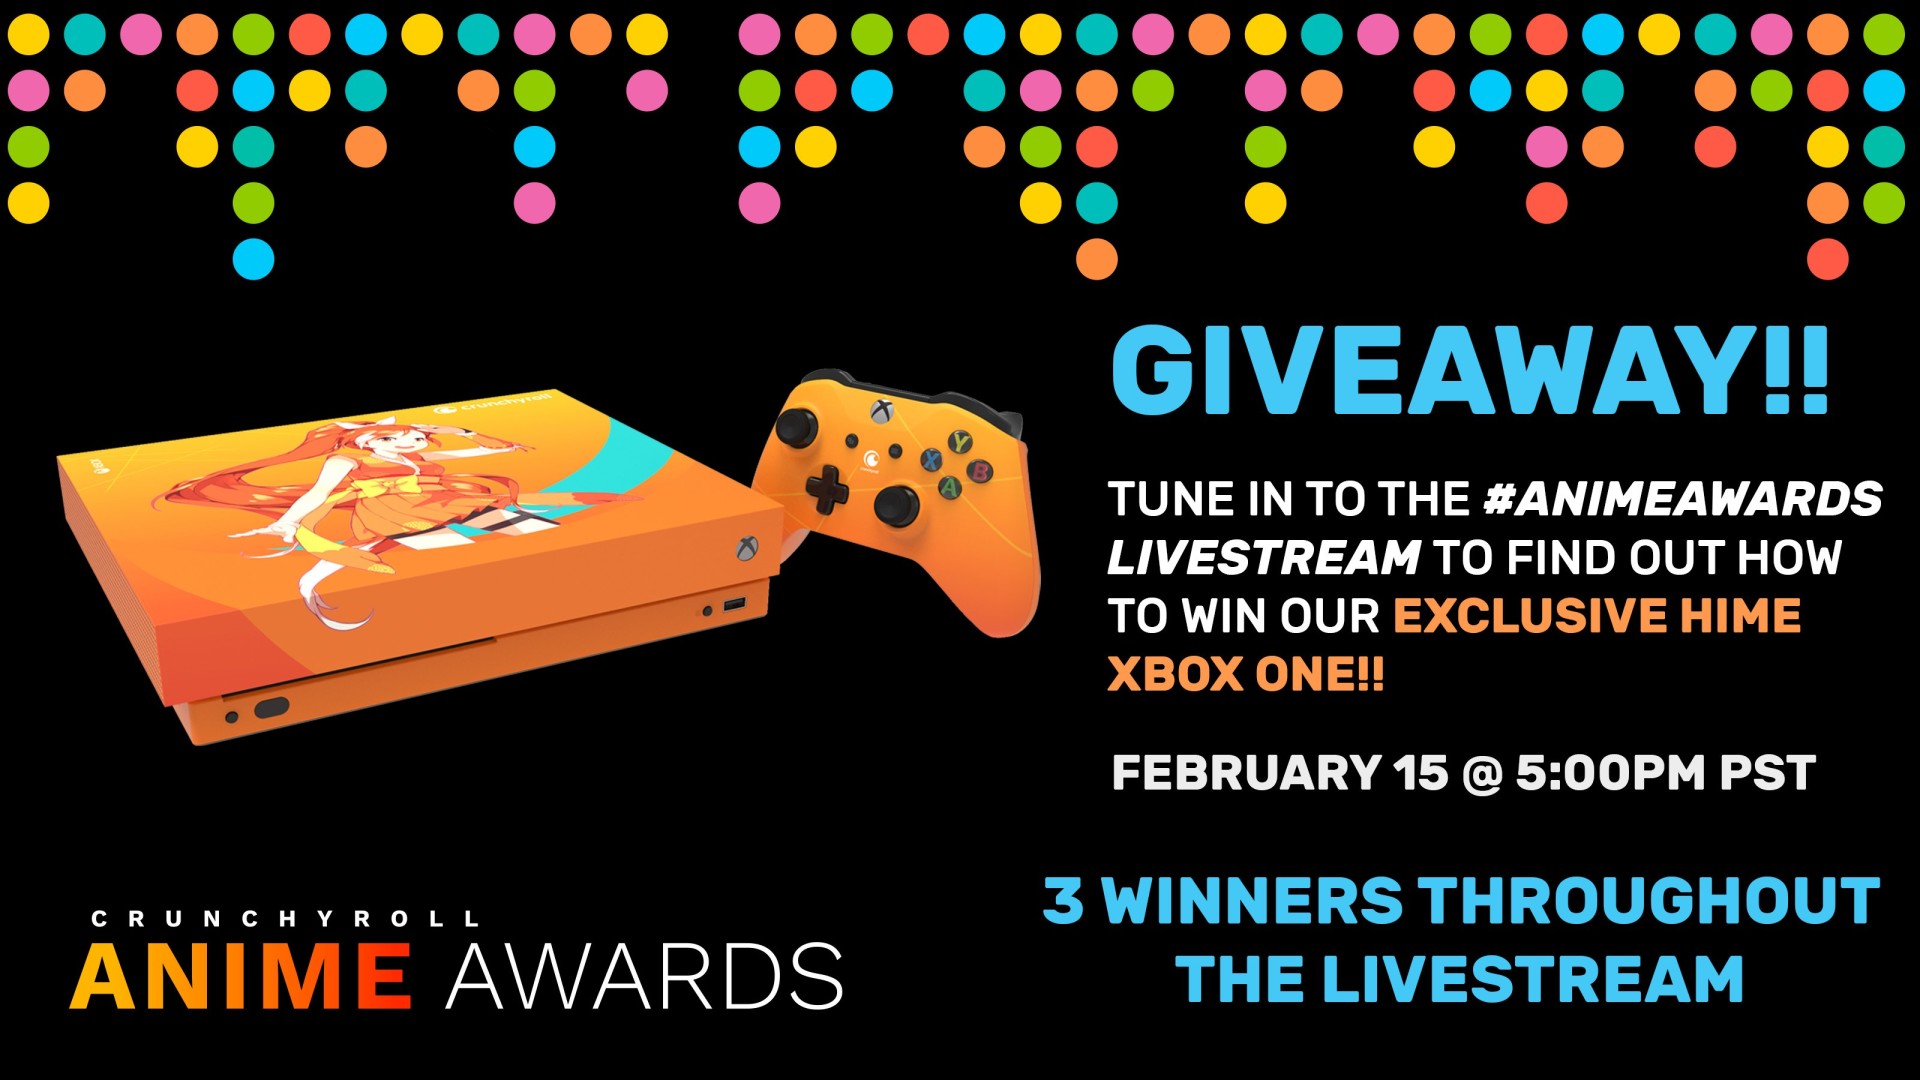 GIVEAWAY!!
crunchyroll
TUNE IN TO THE #ANIMEAWARDS
LIVESTREAM TO FIND OUT HOW
TO WIN OUR EXCLUSIVE HIME
XBOX ONE!!
Y
X
B
A
FEBRUARY 15 @ 5:00PM PST
3 WINNERS THROUGHOUT
THE LIVESTREAM
CRUNCHYROLL
ANIME AWARDS